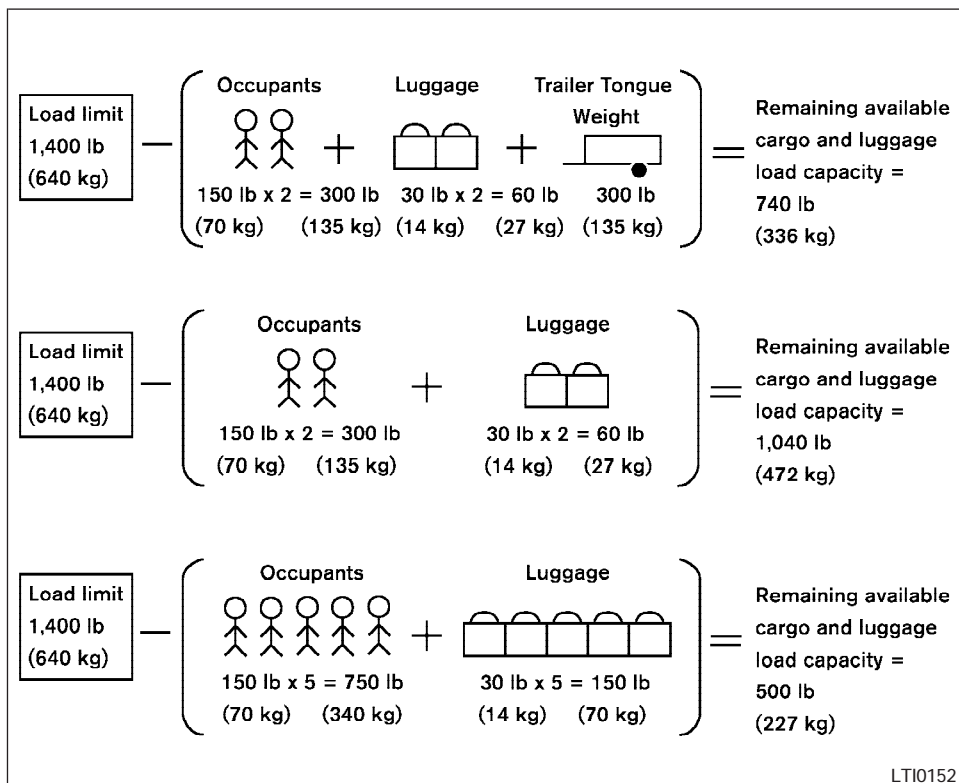 Occupants Luggage Trailer Tongue
Weight
Load limit
1,400 lb
(640 kg)
150 lb x 2 = 300 lb 30 lb x 2 = 60 lb 300 lb
(70 kg) (135 kg) (14 kg) (27 kg) (135 kg)
Remaining available
cargo and luggage
load capacity =
740 lb
(336 kg)
Occupants Luggage
Load limit
1,400 lb
(640 kg)
150 lb x 2 = 300 lb 30 lb x 2 = 60 lb
(70 kg) (135 kg) (14 kg) (27 kg)
Remaining available
cargo and luggage
load capacity =
1,040 lb
(472 kg)
Occupants Luggage
Load limit
1,400 lb
(640 kg)
150 lb x 5 = 750 lb 30 lb x 5 = 150 lb
(70 kg) (340 kg) (14 kg) (70 kg)
Remaining available
cargo and luggage
load capacity =
500 lb
(227 kg)
LTI0152